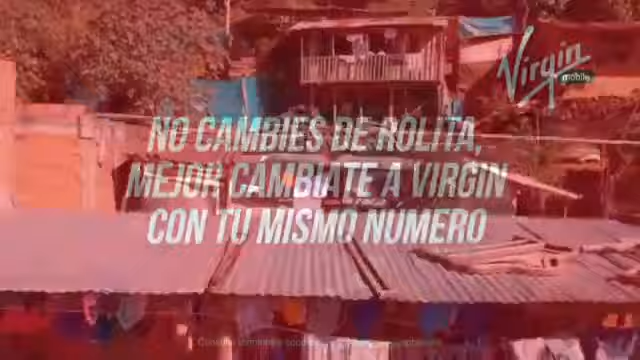 Virgin
mobile
NO CAMBIES DE ROLITA,
MEJOR CÁMBIATE A VIRGIN
CON TU MISMO NÚMERO